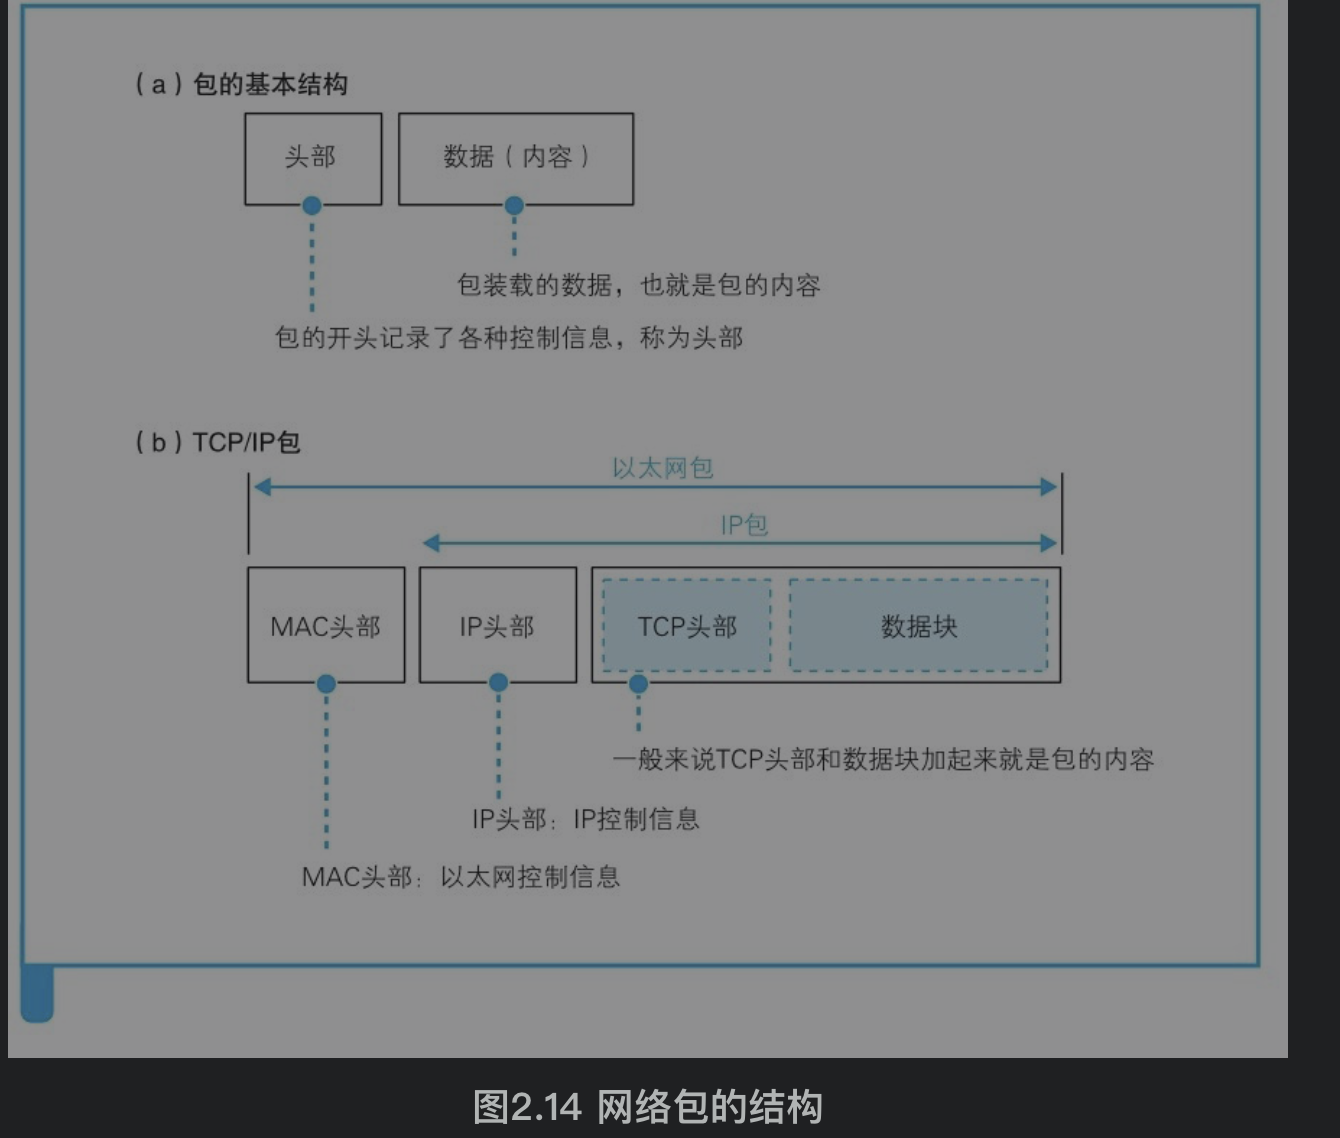 （a）包的基本结构
头部
数据（内容）
包装载的数据，也就是包的内容
包的开头记录了各种控制信息，称为头部
（b）TCP/IP包
以太网包
IP包
MAC头部
IP头部
TCP头部
数据块
一般来说TCP头部和数据块加起来就是包的内容
IP头部：IP控制信息
MAC头部：以太网控制信息
图2.14 网络包的结构